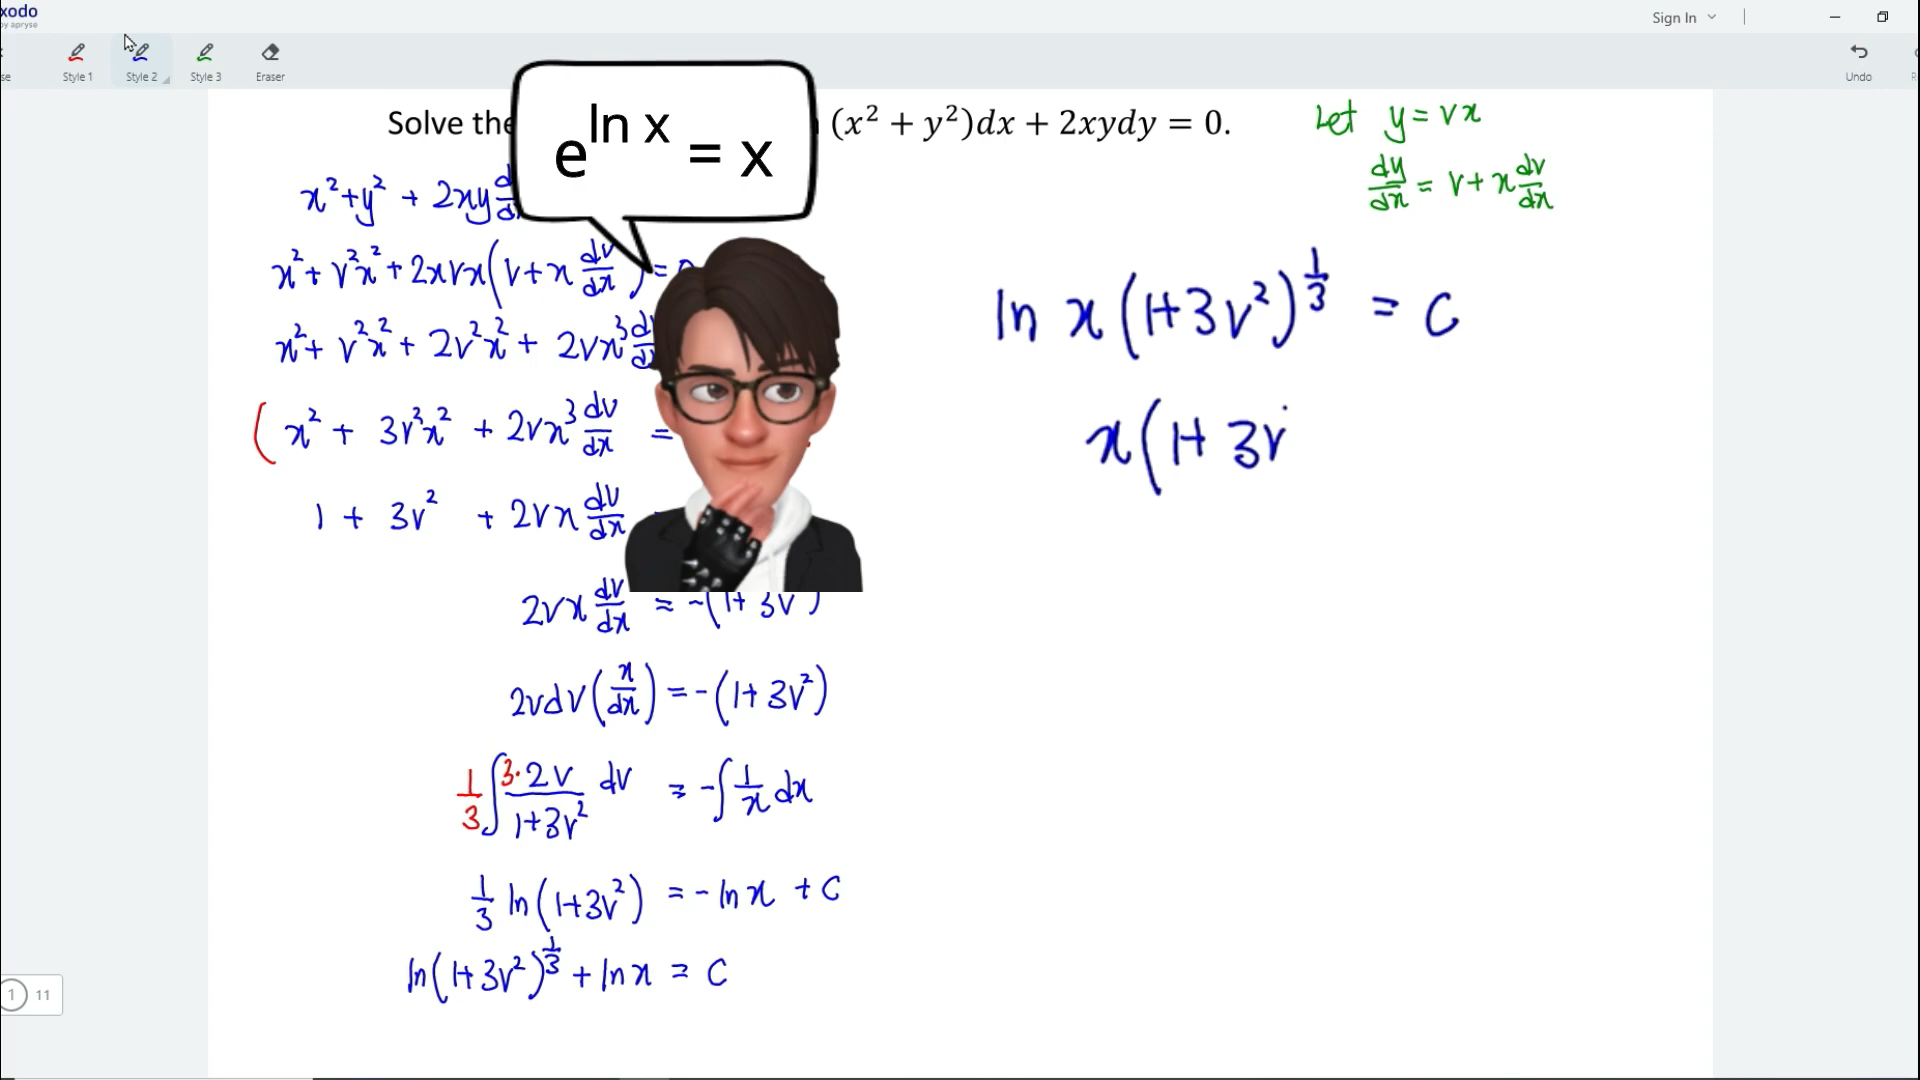 xodo
by apryse
Sign In
se
Style 1
Style 2
Style 3
Eraser
Undo
Solve the (x² + y²)dx + 2xydy = 0.
e^(ln x) = x
Let y = vx
dy/dx = v + x dv/dx
x² + y² + 2xy
x² + v²x² + 2xvx(v + x dv/dx) =
x² + v²x² + 2v²x² + 2vx³
(x² + 3v²x² + 2vx³ dv/dx =
1 + 3v² + 2vx dv/dx
2vx dv/dx = -(1 + 3v )
2vdv(x/dx) = -(1 + 3v²)
1/3 ∫ 3·2v/(1+3v²) dv = -∫ 1/x dx
1/3 ln(1+3v²) = -ln x + C
ln(1+3v²)^(1/3) + ln x = C
ln x(1+3v²)^(1/3) = C
x(1+3v
1 11